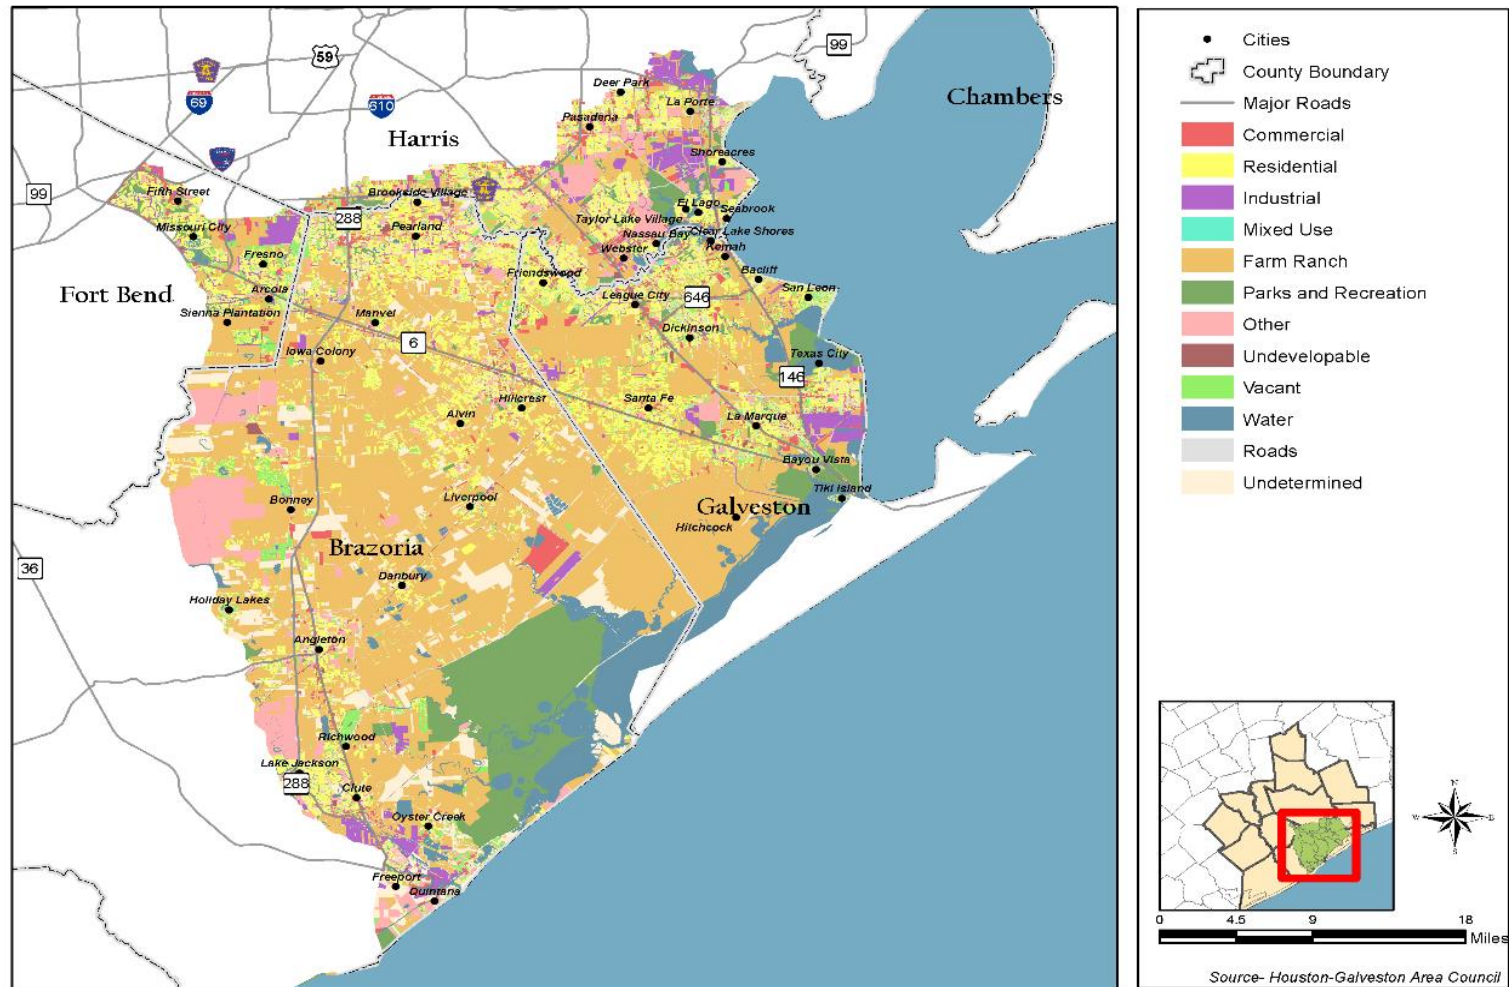 99
59
Deer Park
Chambers
69
610
La Porte
Pasadena
Harris
Shoreacres
99
Fifth Street
Brookside Village
El Lago
Seabrook
288
Taylor Lake Village
Missouri City
Pearland
Nassau Bay
Clear Lake Shores
Webster
Kemah
Fresno
Friendswood
Bacliff
Fort Bend
Arcola
League City
646
San Leon
Sienna Plantation
Manvel
Dickinson
6
Iowa Colony
Texas City
146
Hillcrest
Santa Fe
Alvin
La Marque
Bayou Vista
Bonney
Liverpool
Tiki Island
Galveston
Hitchcock
Brazoria
36
Danbury
Holiday Lakes
Angleton
Richwood
Lake Jackson
288
Clute
Oyster Creek
Freeport
Quintana
Cities
County Boundary
Major Roads
Commercial
Residential
Industrial
Mixed Use
Farm Ranch
Parks and Recreation
Other
Undevelopable
Vacant
Water
Roads
Undetermined
N
W E
S
0 4.5 9 18
Miles
Source- Houston-Galveston Area Council